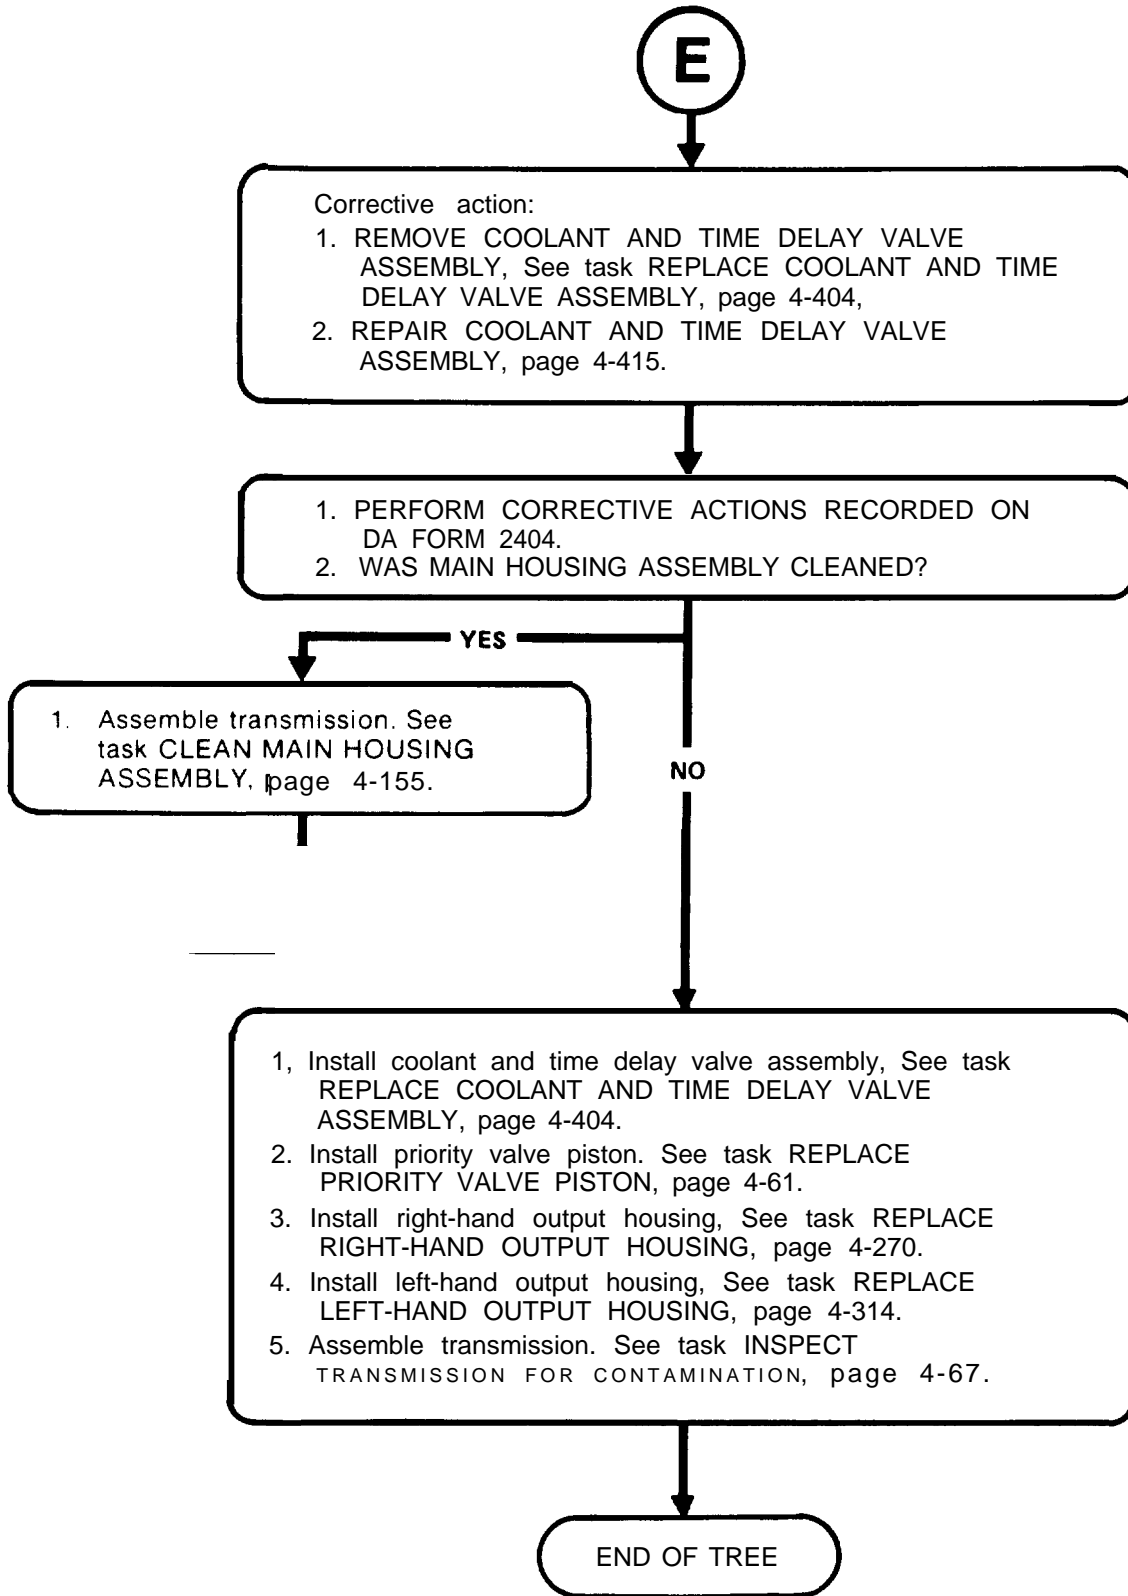 E
Corrective action:
1. REMOVE COOLANT AND TIME DELAY VALVE
ASSEMBLY, See task REPLACE COOLANT AND TIME
DELAY VALVE ASSEMBLY, page 4-404,
2. REPAIR COOLANT AND TIME DELAY VALVE
ASSEMBLY, page 4-415.
1. PERFORM CORRECTIVE ACTIONS RECORDED ON
DA FORM 2404.
2. WAS MAIN HOUSING ASSEMBLY CLEANED?
YES
1. Assemble transmission. See
task CLEAN MAIN HOUSING
ASSEMBLY, page 4-155.
NO
1, Install coolant and time delay valve assembly, See task
REPLACE COOLANT AND TIME DELAY VALVE
ASSEMBLY, page 4-404.
2. Install priority valve piston. See task REPLACE
PRIORITY VALVE PISTON, page 4-61.
3. Install right-hand output housing, See task REPLACE
RIGHT-HAND OUTPUT HOUSING, page 4-270.
4. Install left-hand output housing, See task REPLACE
LEFT-HAND OUTPUT HOUSING, page 4-314.
5. Assemble transmission. See task INSPECT
TRANSMISSION FOR CONTAMINATION, page 4-67.
END OF TREE